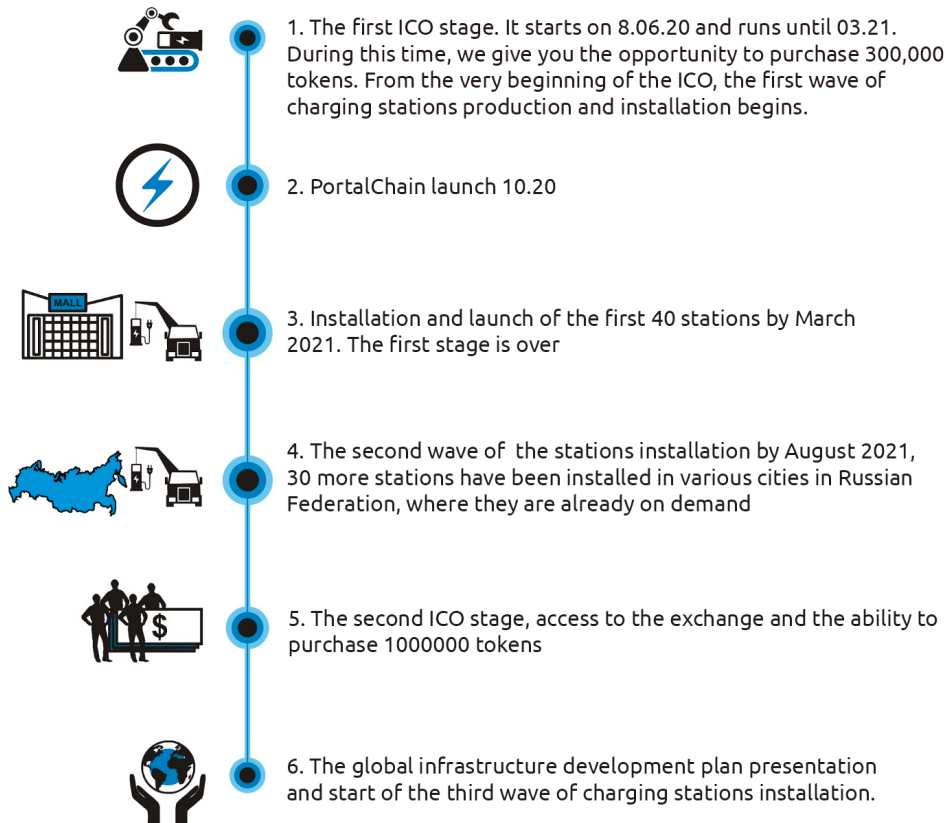 1. The first ICO stage. It starts on 8.06.20 and runs until 03.21.
During this time, we give you the opportunity to purchase 300,000
tokens. From the very beginning of the ICO, the first wave of
charging stations production and installation begins.
2. PortalChain launch 10.20
MALL
3. Installation and launch of the first 40 stations by March
2021. The first stage is over
4. The second wave of the stations installation by August 2021,
30 more stations have been installed in various cities in Russian
Federation, where they are already on demand
$
5. The second ICO stage, access to the exchange and the ability to
purchase 1000000 tokens
6. The global infrastructure development plan presentation
and start of the third wave of charging stations installation.